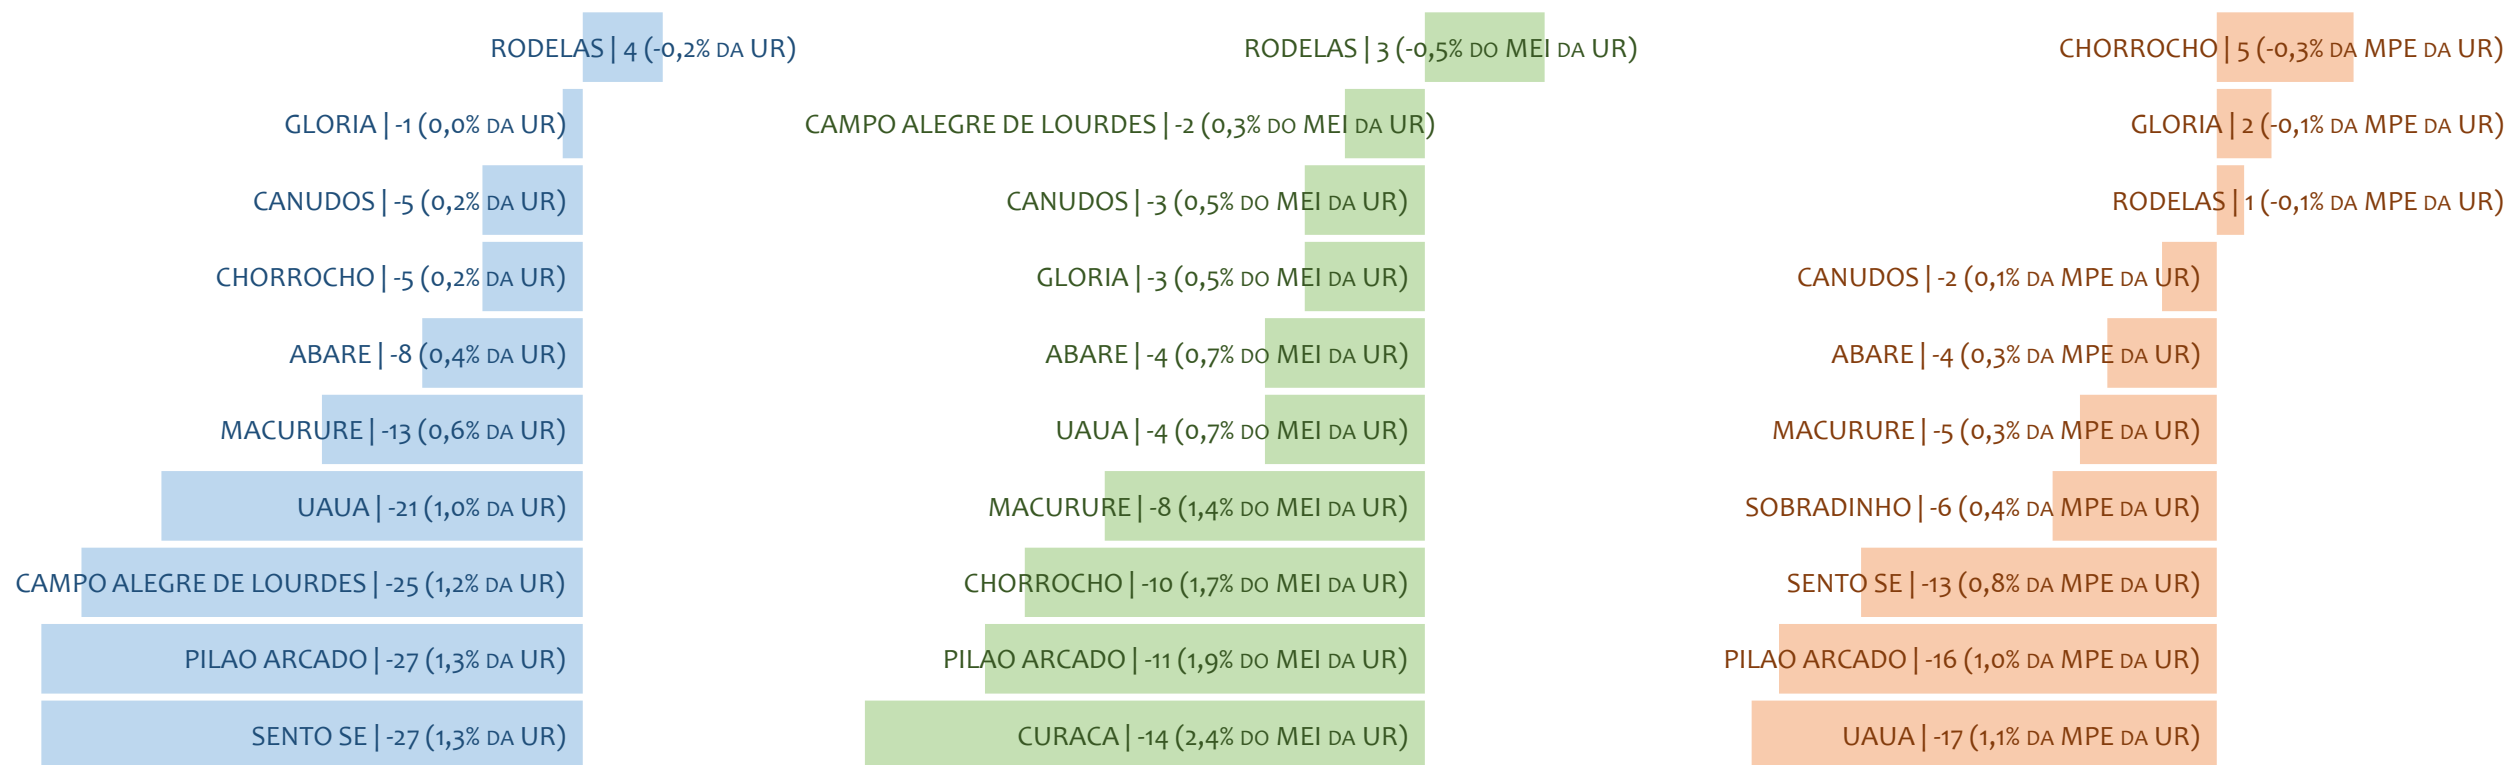 RODELAS | 4 (-0,2% DA UR)
GLORIA | -1 (0,0% DA UR)
CANUDOS | -5 (0,2% DA UR)
CHORROCHO | -5 (0,2% DA UR)
ABARE | -8 (0,4% DA UR)
MACURURE | -13 (0,6% DA UR)
UAUA | -21 (1,0% DA UR)
CAMPO ALEGRE DE LOURDES | -25 (1,2% DA UR)
PILAO ARCADO | -27 (1,3% DA UR)
SENTO SE | -27 (1,3% DA UR)
RODELAS | 3 (-0,5% DO MEI DA UR)
CAMPO ALEGRE DE LOURDES | -2 (0,3% DO MEI DA UR)
CANUDOS | -3 (0,5% DO MEI DA UR)
GLORIA | -3 (0,5% DO MEI DA UR)
ABARE | -4 (0,7% DO MEI DA UR)
UAUA | -4 (0,7% DO MEI DA UR)
MACURURE | -8 (1,4% DO MEI DA UR)
CHORROCHO | -10 (1,7% DO MEI DA UR)
PILAO ARCADO | -11 (1,9% DO MEI DA UR)
CURACA | -14 (2,4% DO MEI DA UR)
CHORROCHO | 5 (-0,3% DA MPE DA UR)
GLORIA | 2 (-0,1% DA MPE DA UR)
RODELAS | 1 (-0,1% DA MPE DA UR)
CANUDOS | -2 (0,1% DA MPE DA UR)
ABARE | -4 (0,3% DA MPE DA UR)
MACURURE | -5 (0,3% DA MPE DA UR)
SOBRADINHO | -6 (0,4% DA MPE DA UR)
SENTO SE | -13 (0,8% DA MPE DA UR)
PILAO ARCADO | -16 (1,0% DA MPE DA UR)
UAUA | -17 (1,1% DA MPE DA UR)